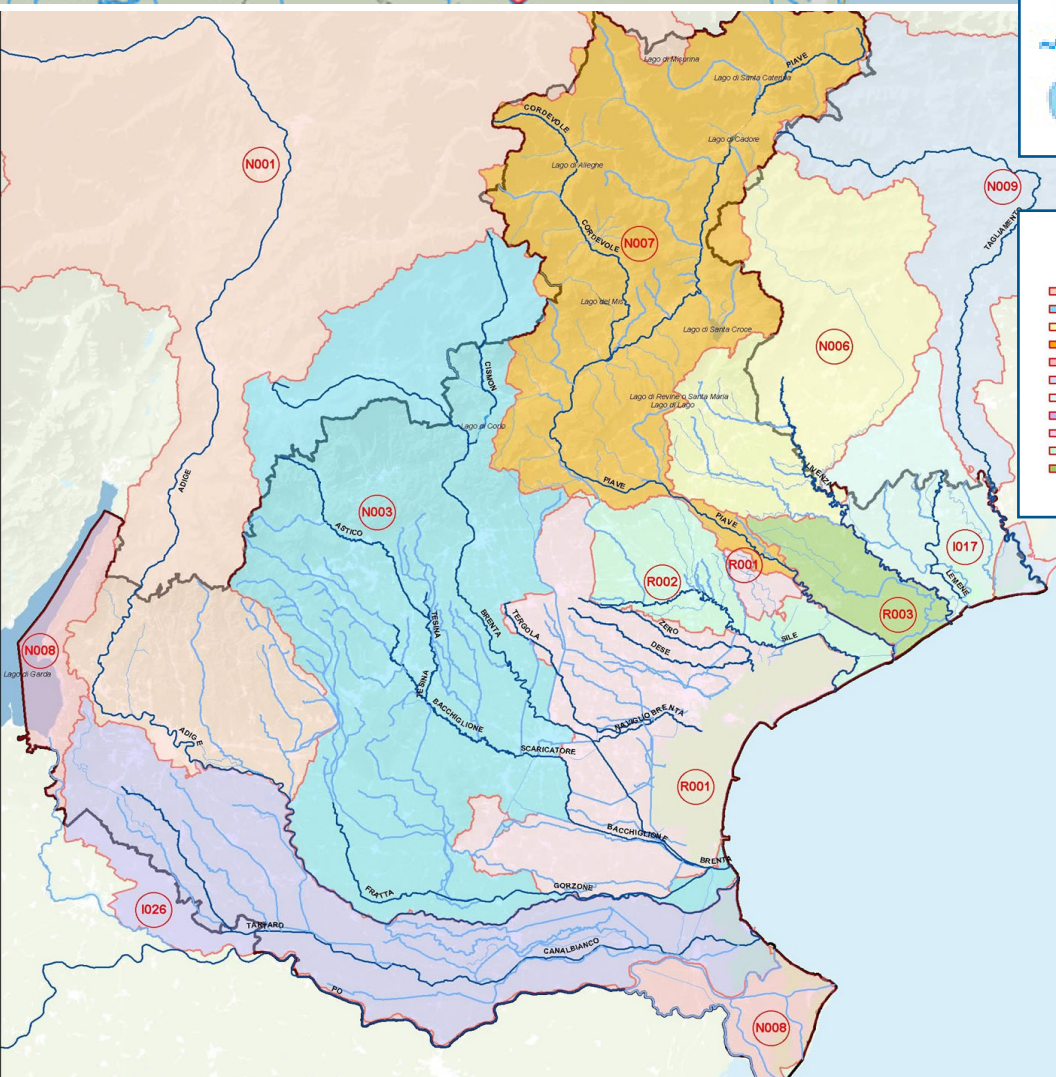 Lago di Misurina
PIAVE
Lago di Santa Caterina
CORDEVOLE
Lago di Cadore
N001
Lago di Alleghe
N009
TAGLIAMENTO
CORDEVOLE
N007
Lago del Mis
Lago di Santa Croce
N006
CISMON
Lago di Revine o Santa Maria
Lago di Lago
Lago di Corlo
LIVENZA
ADIGE
PIAVE
N003
ASTICO
PIAVE
I017
R001
R002
LEMENE
TESINA
BRENTA
TERGOLA
ZERO
R003
SILE
DESE
N008
Lago di Garda
TESINA
BACCHIGLIONE
NAVIGLIO BRENTA
ADIGE
SCARICATORE
R001
BACCHIGLIONE
BRENTA
FRATTA
GORZONE
I026
TARTARO
CANALBIANCO
PO
N008